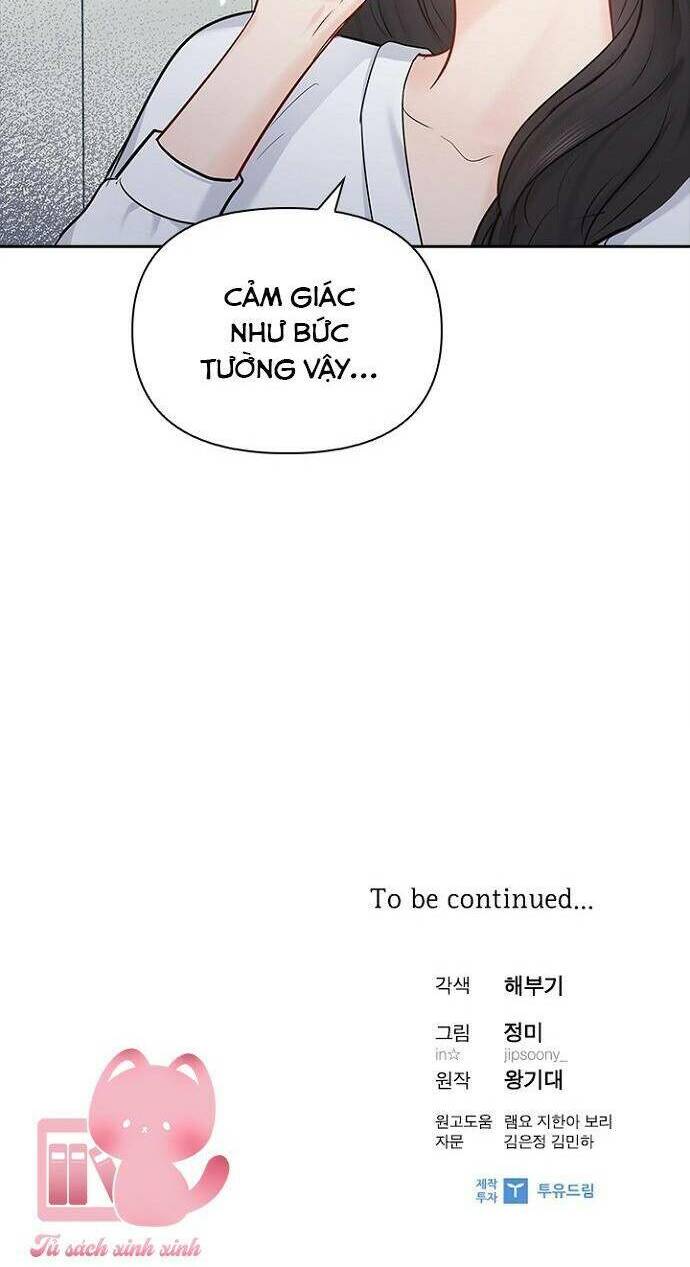 CẢM GIÁC
NHƯ BỨC
TƯỜNG VẬY...
To be continued...
각색 해부기
그림 정미
in☆ jipsoony_
원작 왕기대
원고도움 램요 지한아 보리
자문 김은정 김민하
제작
투자 투유드림
Tủ sách xinh xinh